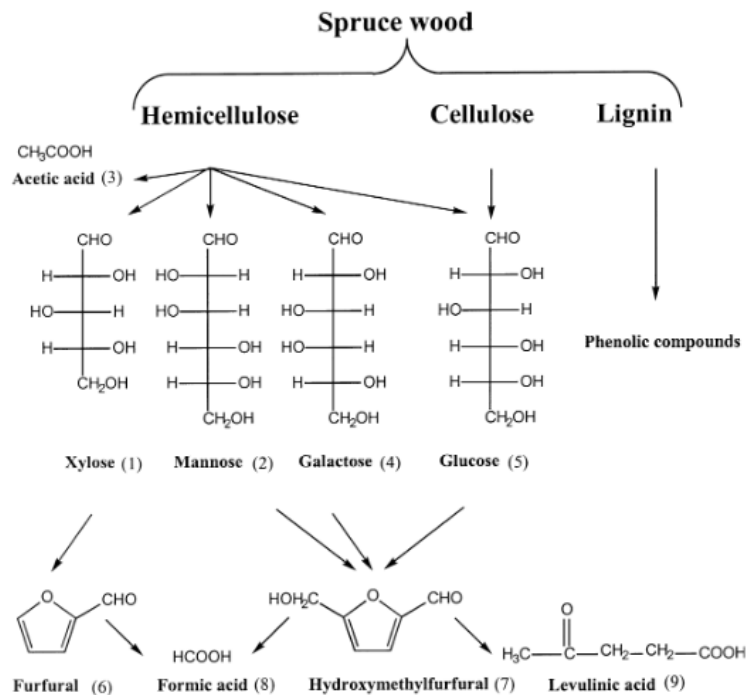 Spruce wood
Hemicellulose Cellulose Lignin
CH3COOH
Acetic acid (3)
CHO CHO CHO CHO
H OH HO H H OH H OH
HO H HO H HO H HO H
H OH H OH HO H H OH
CH2OH H OH H OH H OH
CH2OH CH2OH CH2OH
Phenolic compounds
Xylose (1) Mannose (2) Galactose (4) Glucose (5)
O CHO HOH2C O CHO O
HCOOH H3C C CH2 CH2 COOH
Furfural (6) Formic acid (8) Hydroxymethylfurfural (7) Levulinic acid (9)